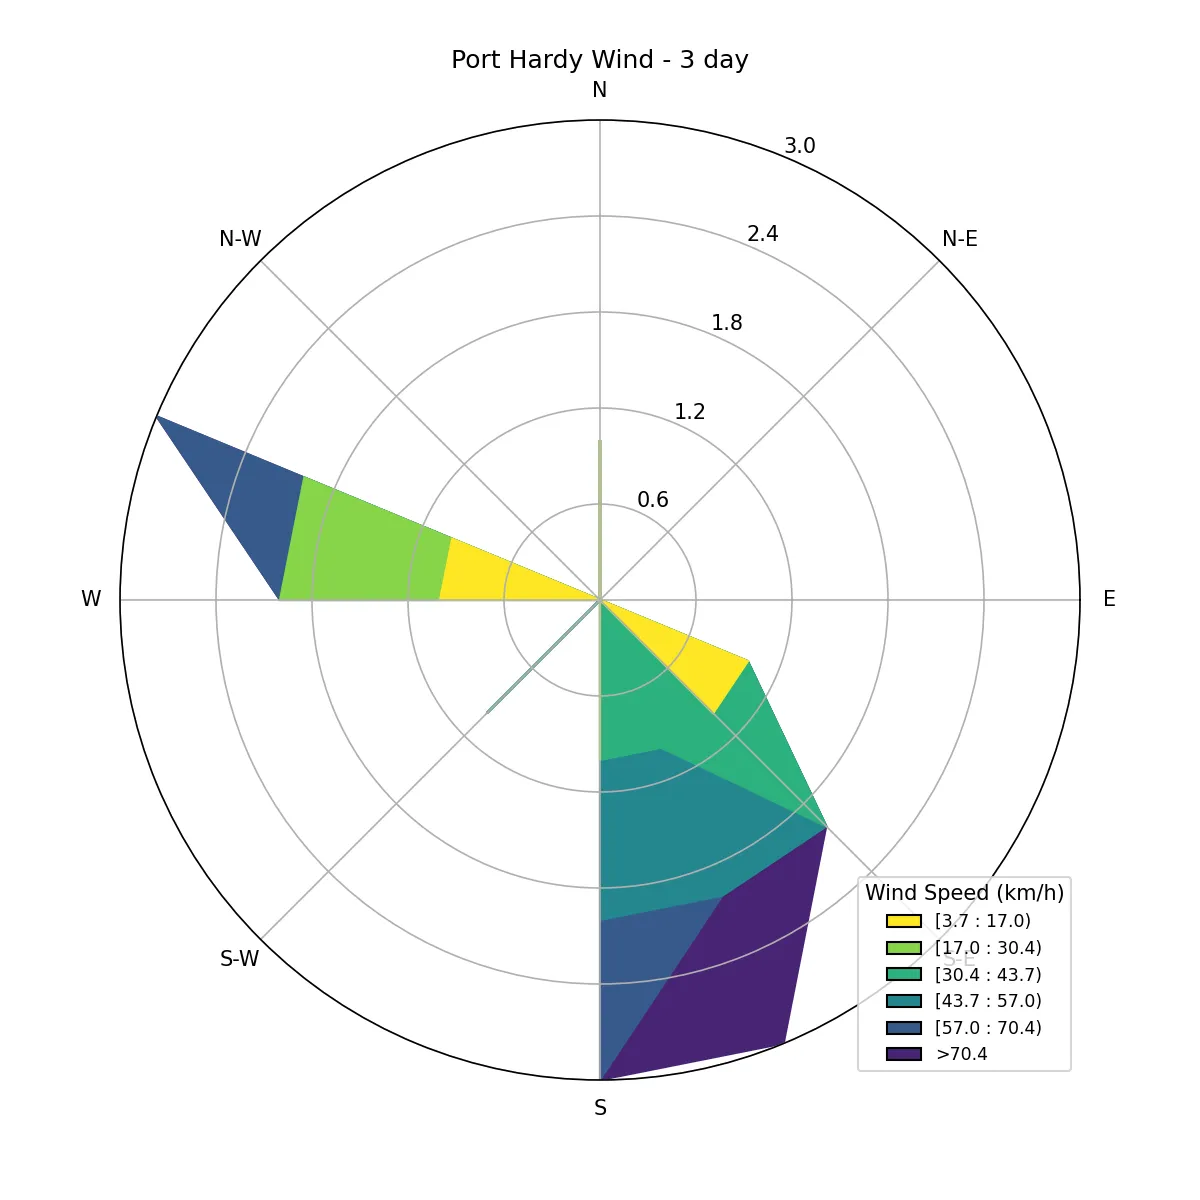 Port Hardy Wind - 3 day
N
3.0
N-W
2.4
N-E
1.8
1.2
0.6
W
E
Wind Speed (km/h)
[3.7 : 17.0)
[17.0 : 30.4)
S-W
S-E
[30.4 : 43.7)
[43.7 : 57.0)
[57.0 : 70.4)
>70.4
S